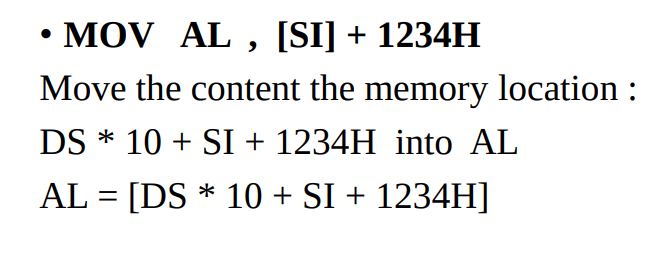 • MOV AL , [SI] + 1234H
Move the content the memory location :
DS * 10 + SI + 1234H into AL
AL = [DS * 10 + SI + 1234H]